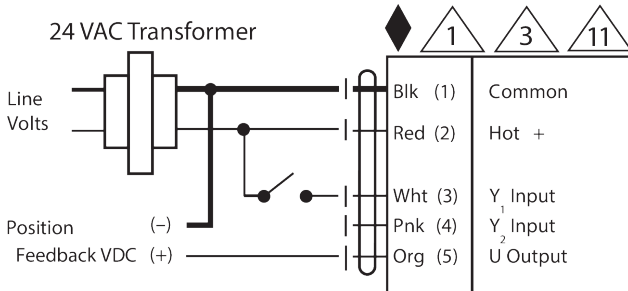 24 VAC Transformer
1 3 11
Line
Volts
Blk (1) Common
Red (2) Hot +
Wht (3) Y1 Input
Pnk (4) Y2 Input
Org (5) U Output
Position (–)
Feedback VDC (+)